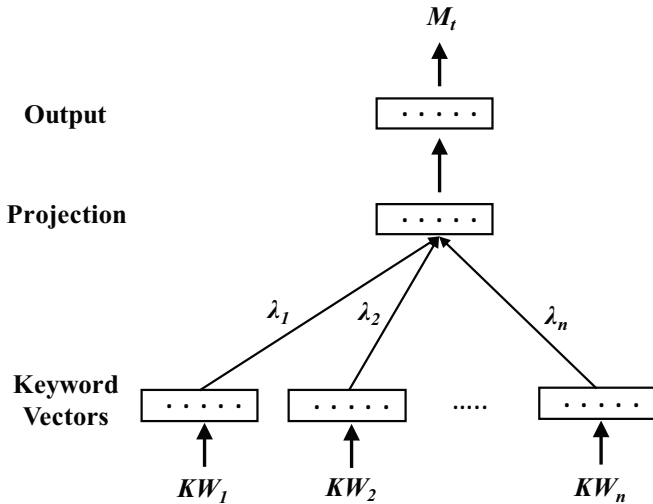 M_t
Output
Projection
λ_1 λ_2 λ_n
Keyword
Vectors
.....
KW_1 KW_2 KW_n